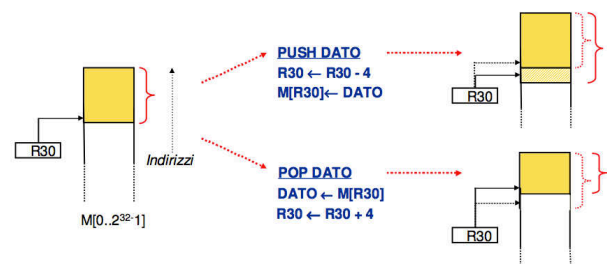 R30
M[0..2³²⁻1]
Indirizzi
PUSH DATO
R30 ← R30 - 4
M[R30]← DATO
POP DATO
DATO ← M[R30]
R30 ← R30 + 4
R30
R30